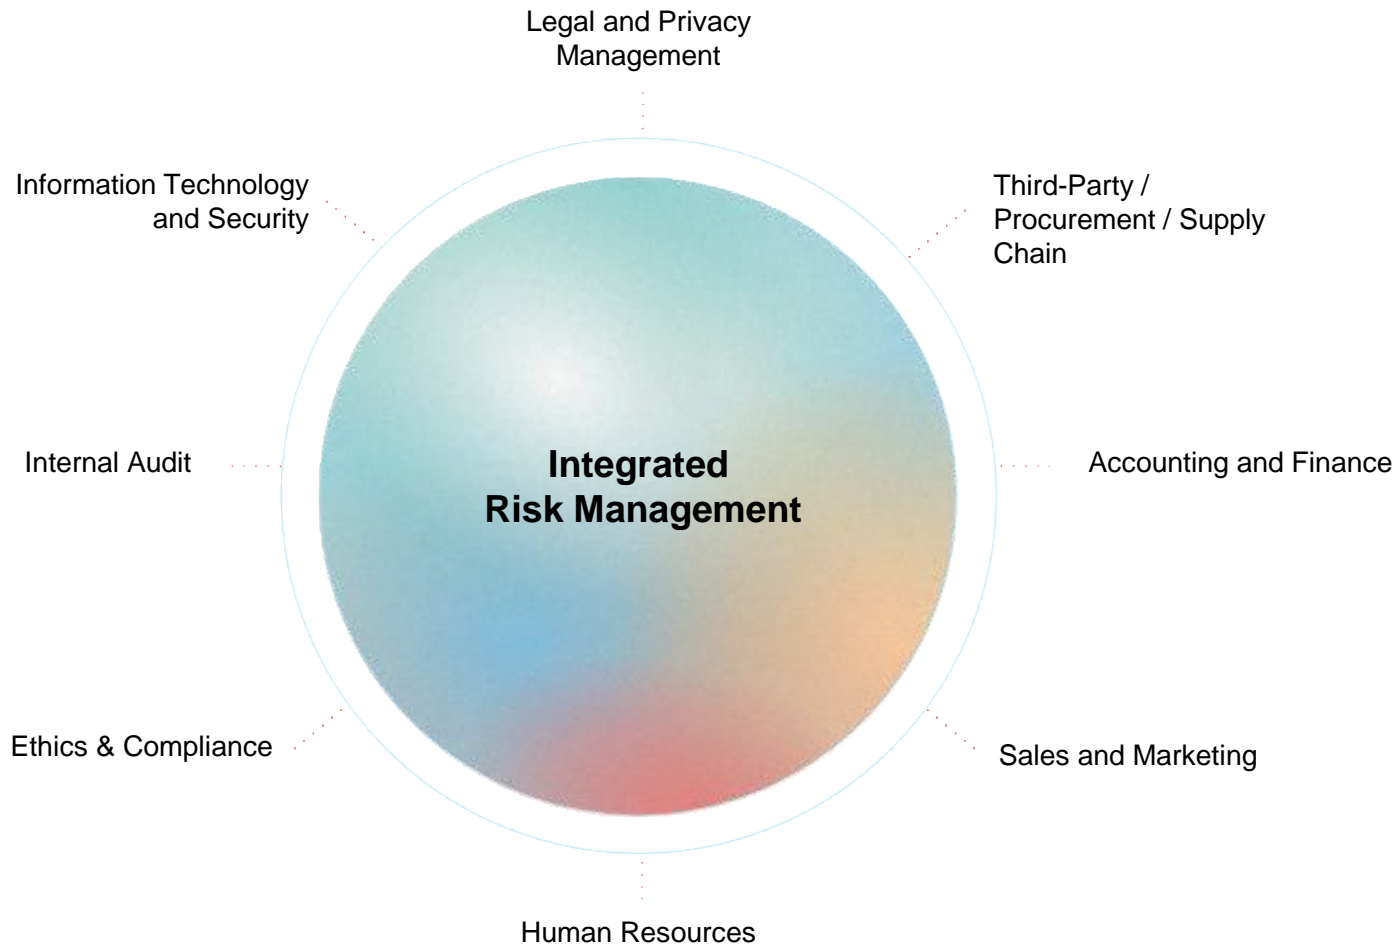 Legal and Privacy
Management
Information Technology
and Security
Third-Party /
Procurement / Supply
Chain
Internal Audit
Integrated
Risk Management
Accounting and Finance
Ethics & Compliance
Sales and Marketing
Human Resources